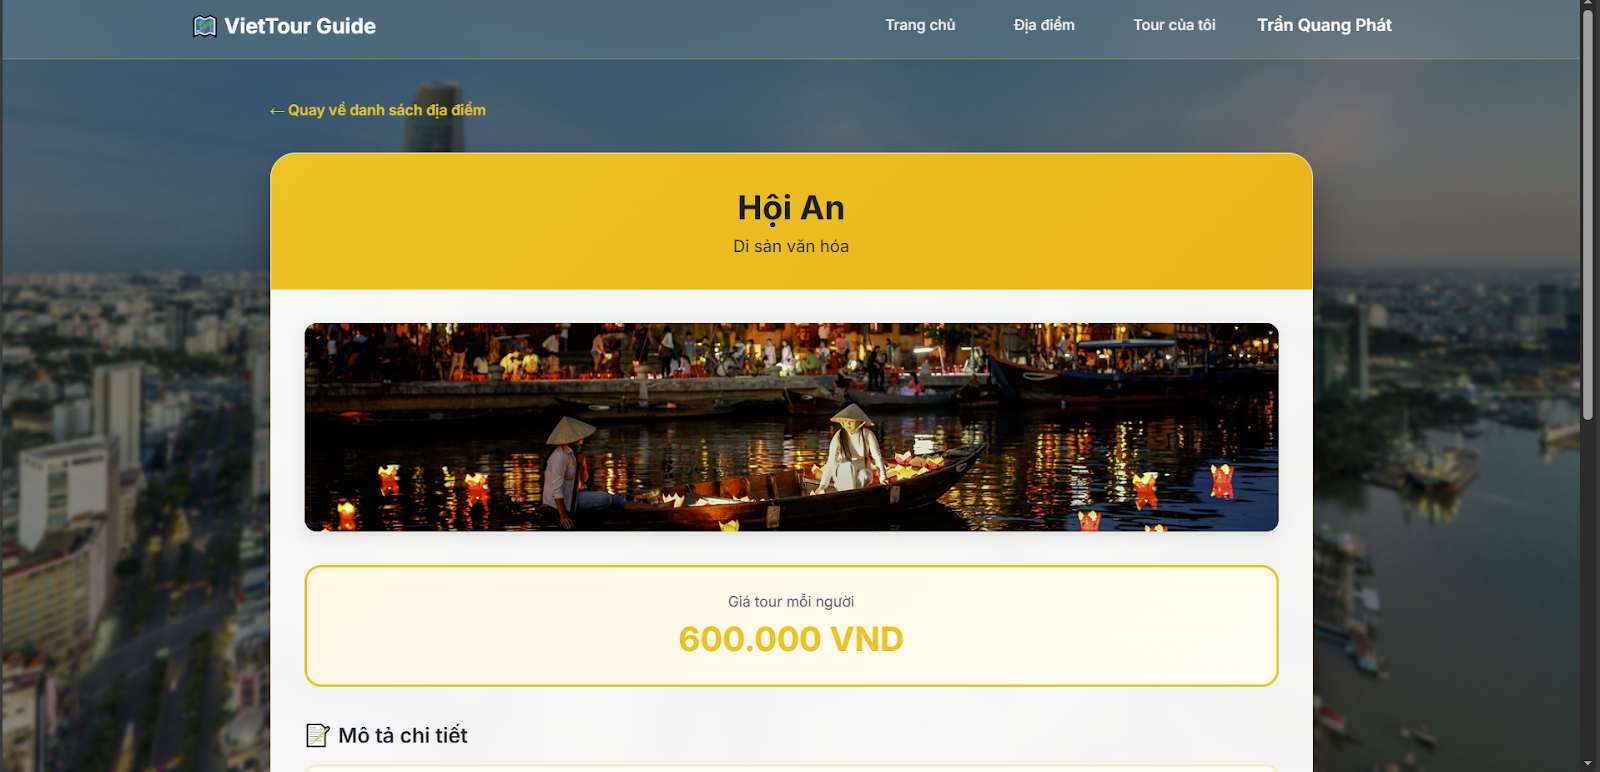 VietTour Guide
Trang chủ
Địa điểm
Tour của tôi
Trần Quang Phát
← Quay về danh sách địa điểm
Hội An
Di sản văn hóa
Giá tour mỗi người
600.000 VND
Mô tả chi tiết